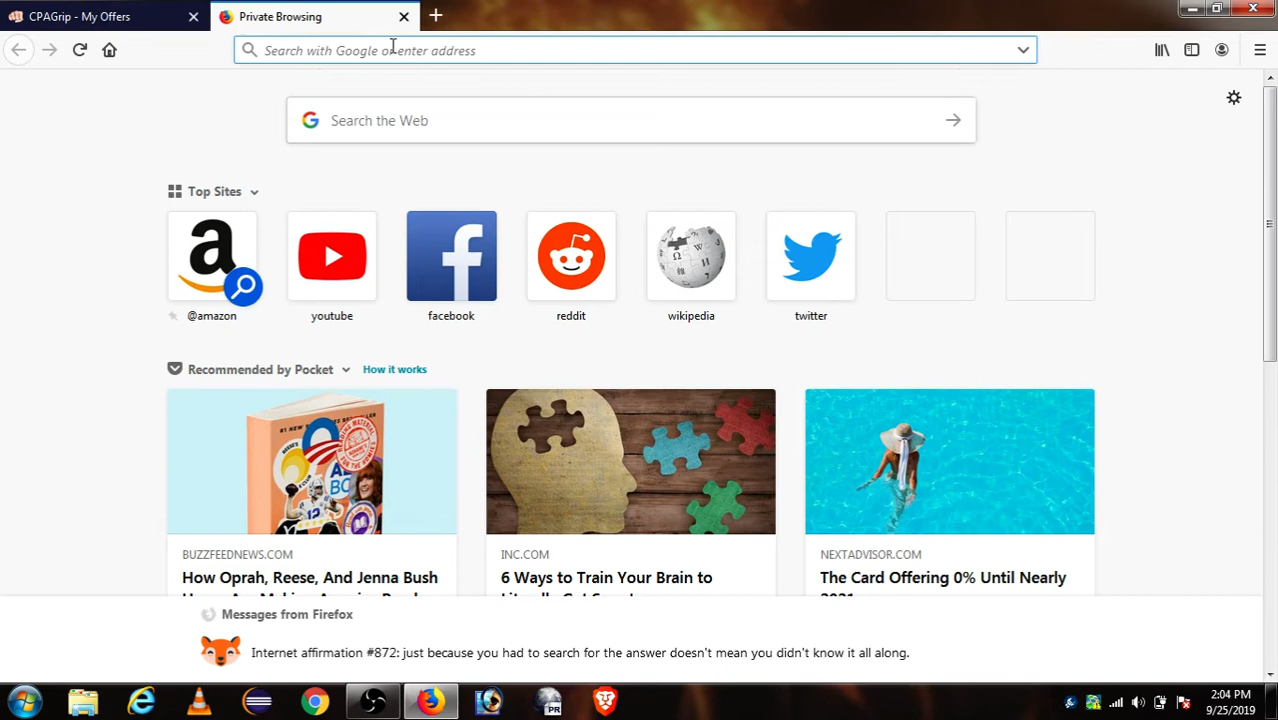 CPAGrip - My Offers
Private Browsing
Search with Google or enter address
Search the Web
Top Sites
@amazon
youtube
facebook
reddit
wikipedia
twitter
Recommended by Pocket
How it works
BUZZFEEDNEWS.COM
How Oprah, Reese, And Jenna Bush
INC.COM
6 Ways to Train Your Brain to
NEXTADVISOR.COM
The Card Offering 0% Until Nearly
Messages from Firefox
Internet affirmation #872: just because you had to search for the answer doesn't mean you didn't know it all along.
PR
2:04 PM
9/25/2019